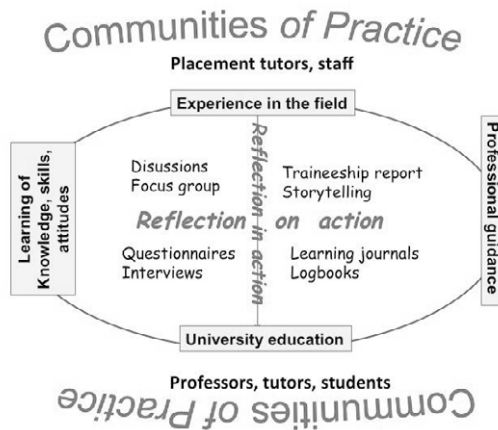 Communities of Practice
Placement tutors, staff
Experience in the field
Learning of
Knowledge, skills,
attitudes
Professional guidance
Reflection in action
Disussions
Focus group
Traineeship report
Storytelling
Reflection on action
Questionnaires
Interviews
Learning journals
Logbooks
University education
Professors, tutors, students
Communities of Practice